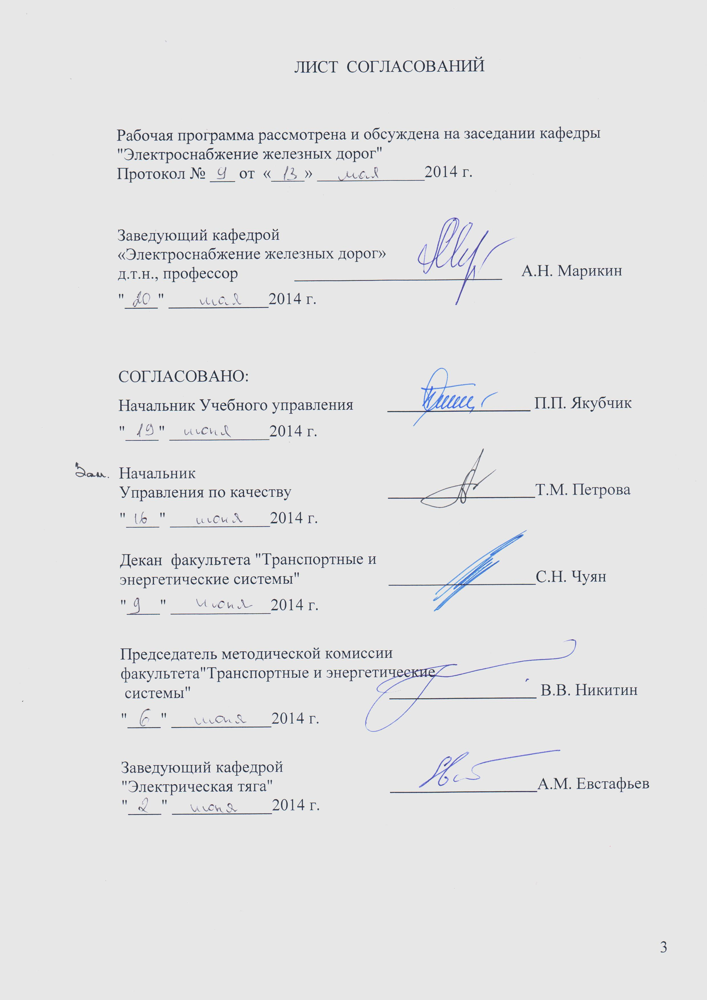 ЛИСТ СОГЛАСОВАНИЙ
Рабочая программа рассмотрена и обсуждена на заседании кафедры
"Электроснабжение железных дорог"
Протокол № 9 от «13» мая 2014 г.
Заведующий кафедрой
«Электроснабжение железных дорог»
д.т.н., профессор А.Н. Марикин
"20" мая 2014 г.
СОГЛАСОВАНО:
Начальник Учебного управления П.П. Якубчик
"19" июня 2014 г.
Зам. Начальник
Управления по качеству Т.М. Петрова
"16" июня 2014 г.
Декан факультета "Транспортные и
энергетические системы" С.Н. Чуян
"9" июня 2014 г.
Председатель методической комиссии
факультета"Транспортные и энергетические
системы" В.В. Никитин
"6" июня 2014 г.
Заведующий кафедрой
"Электрическая тяга" А.М. Евстафьев
"2" июня 2014 г.
3